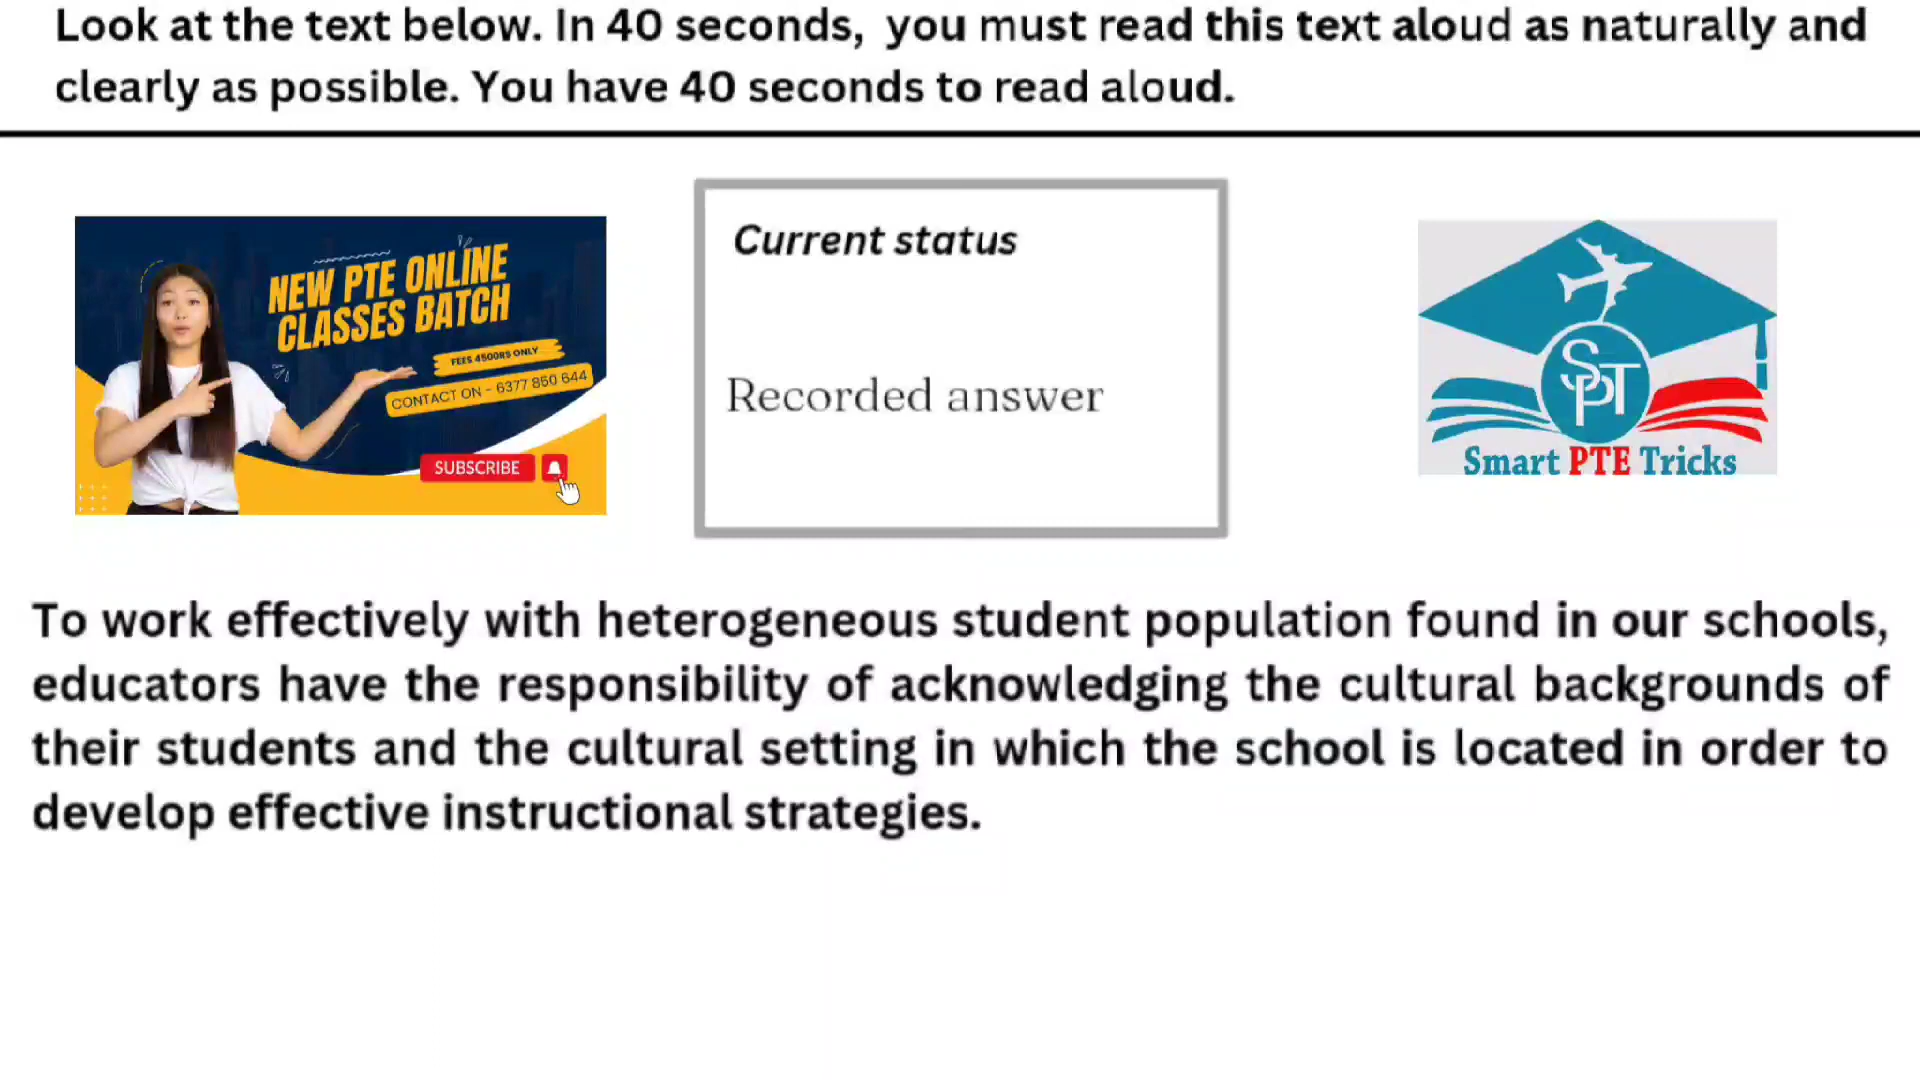 Look at the text below. In 40 seconds, you must read this text aloud as naturally and
clearly as possible. You have 40 seconds to read aloud.
NEW PTE ONLINE
CLASSES BATCH
FEES 4500RS ONLY
CONTACT ON - 6377 860 644
SUBSCRIBE
Current status
Recorded answer
SPT
Smart PTE Tricks
To work effectively with heterogeneous student population found in our schools,
educators have the responsibility of acknowledging the cultural backgrounds of
their students and the cultural setting in which the school is located in order to
develop effective instructional strategies.